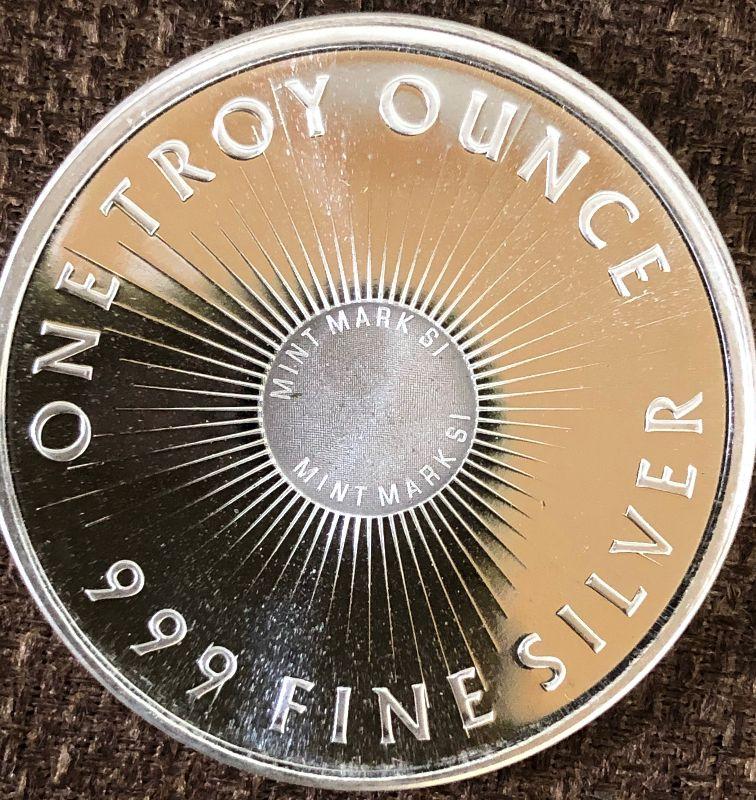 ONE TROY OUNCE
999 FINE SILVER
MINT MARK SI
MINT MARK SI